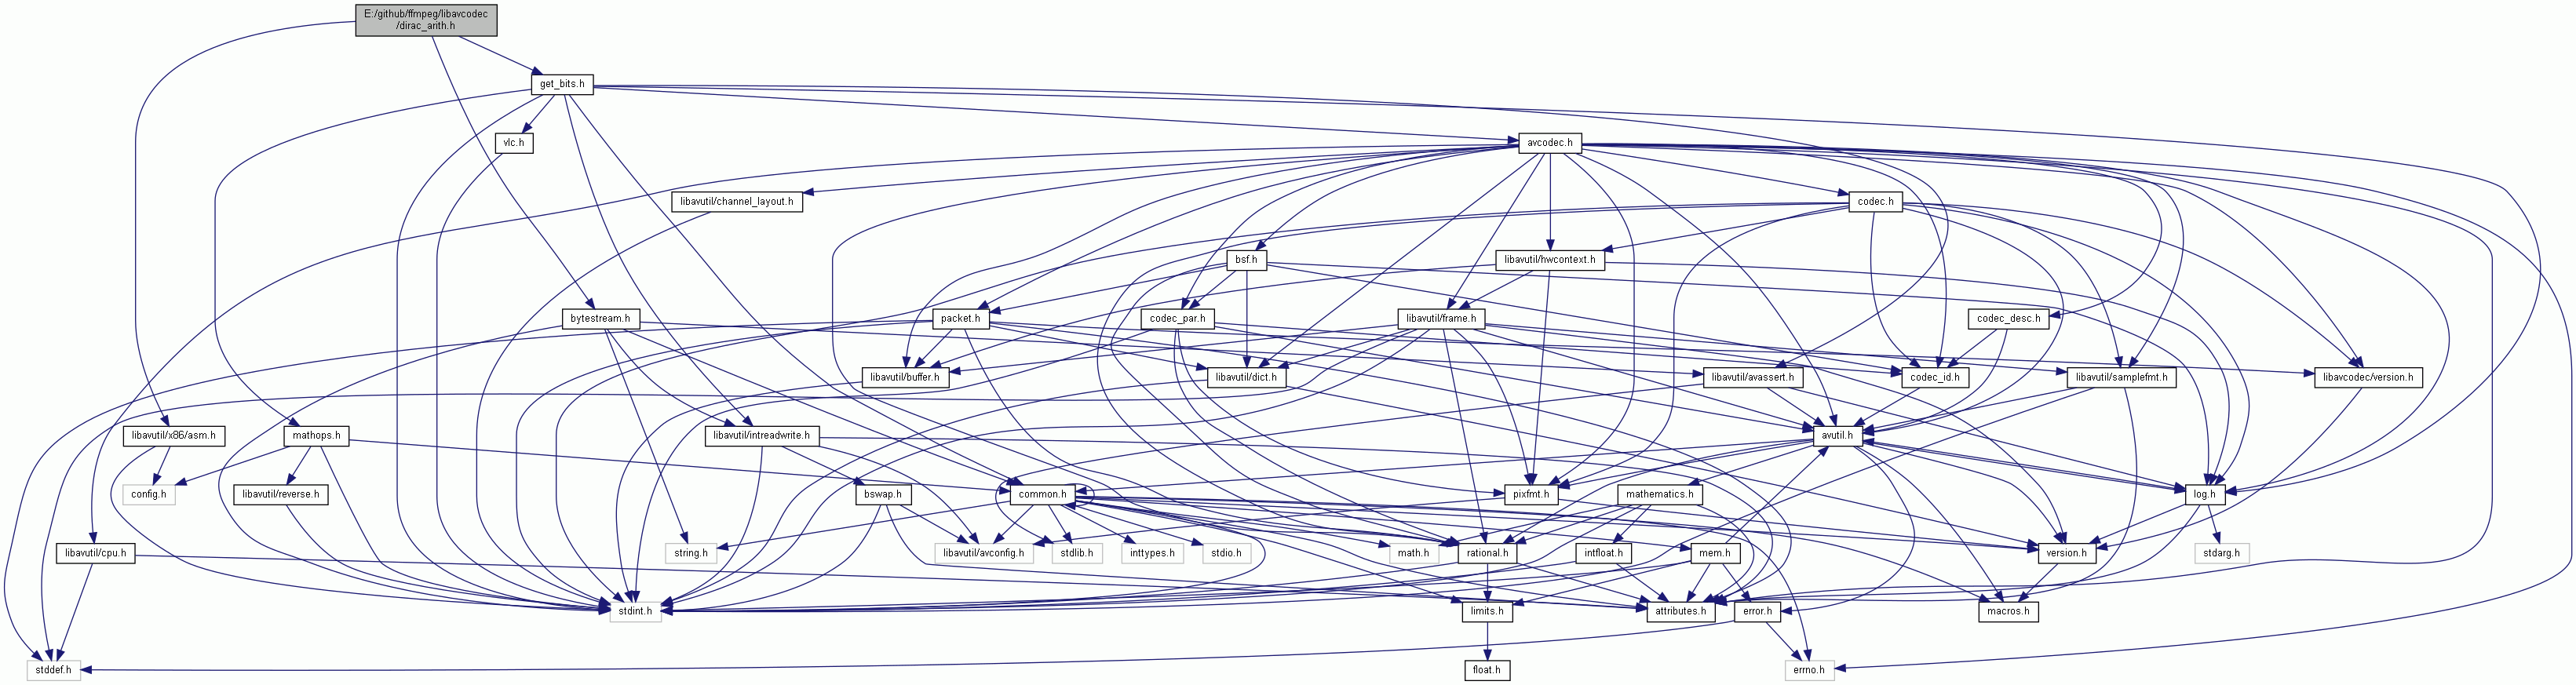 E:/github/ffmpeg/libavcodec
/dirac_arith.h
get_bits.h
vlc.h
avcodec.h
libavutil/channel_layout.h
codec.h
bsf.h
libavutil/hwcontext.h
bytestream.h
packet.h
codec_par.h
libavutil/frame.h
codec_desc.h
libavutil/buffer.h
libavutil/dict.h
libavutil/avassert.h
codec_id.h
libavutil/samplefmt.h
libavcodec/version.h
libavutil/x86/asm.h
mathops.h
libavutil/intreadwrite.h
avutil.h
config.h
libavutil/reverse.h
bswap.h
common.h
pixfmt.h
mathematics.h
log.h
libavutil/cpu.h
string.h
libavutil/avconfig.h
stdlib.h
inttypes.h
stdio.h
math.h
rational.h
intfloat.h
mem.h
version.h
stdarg.h
stdint.h
limits.h
attributes.h
error.h
macros.h
stddef.h
float.h
errno.h